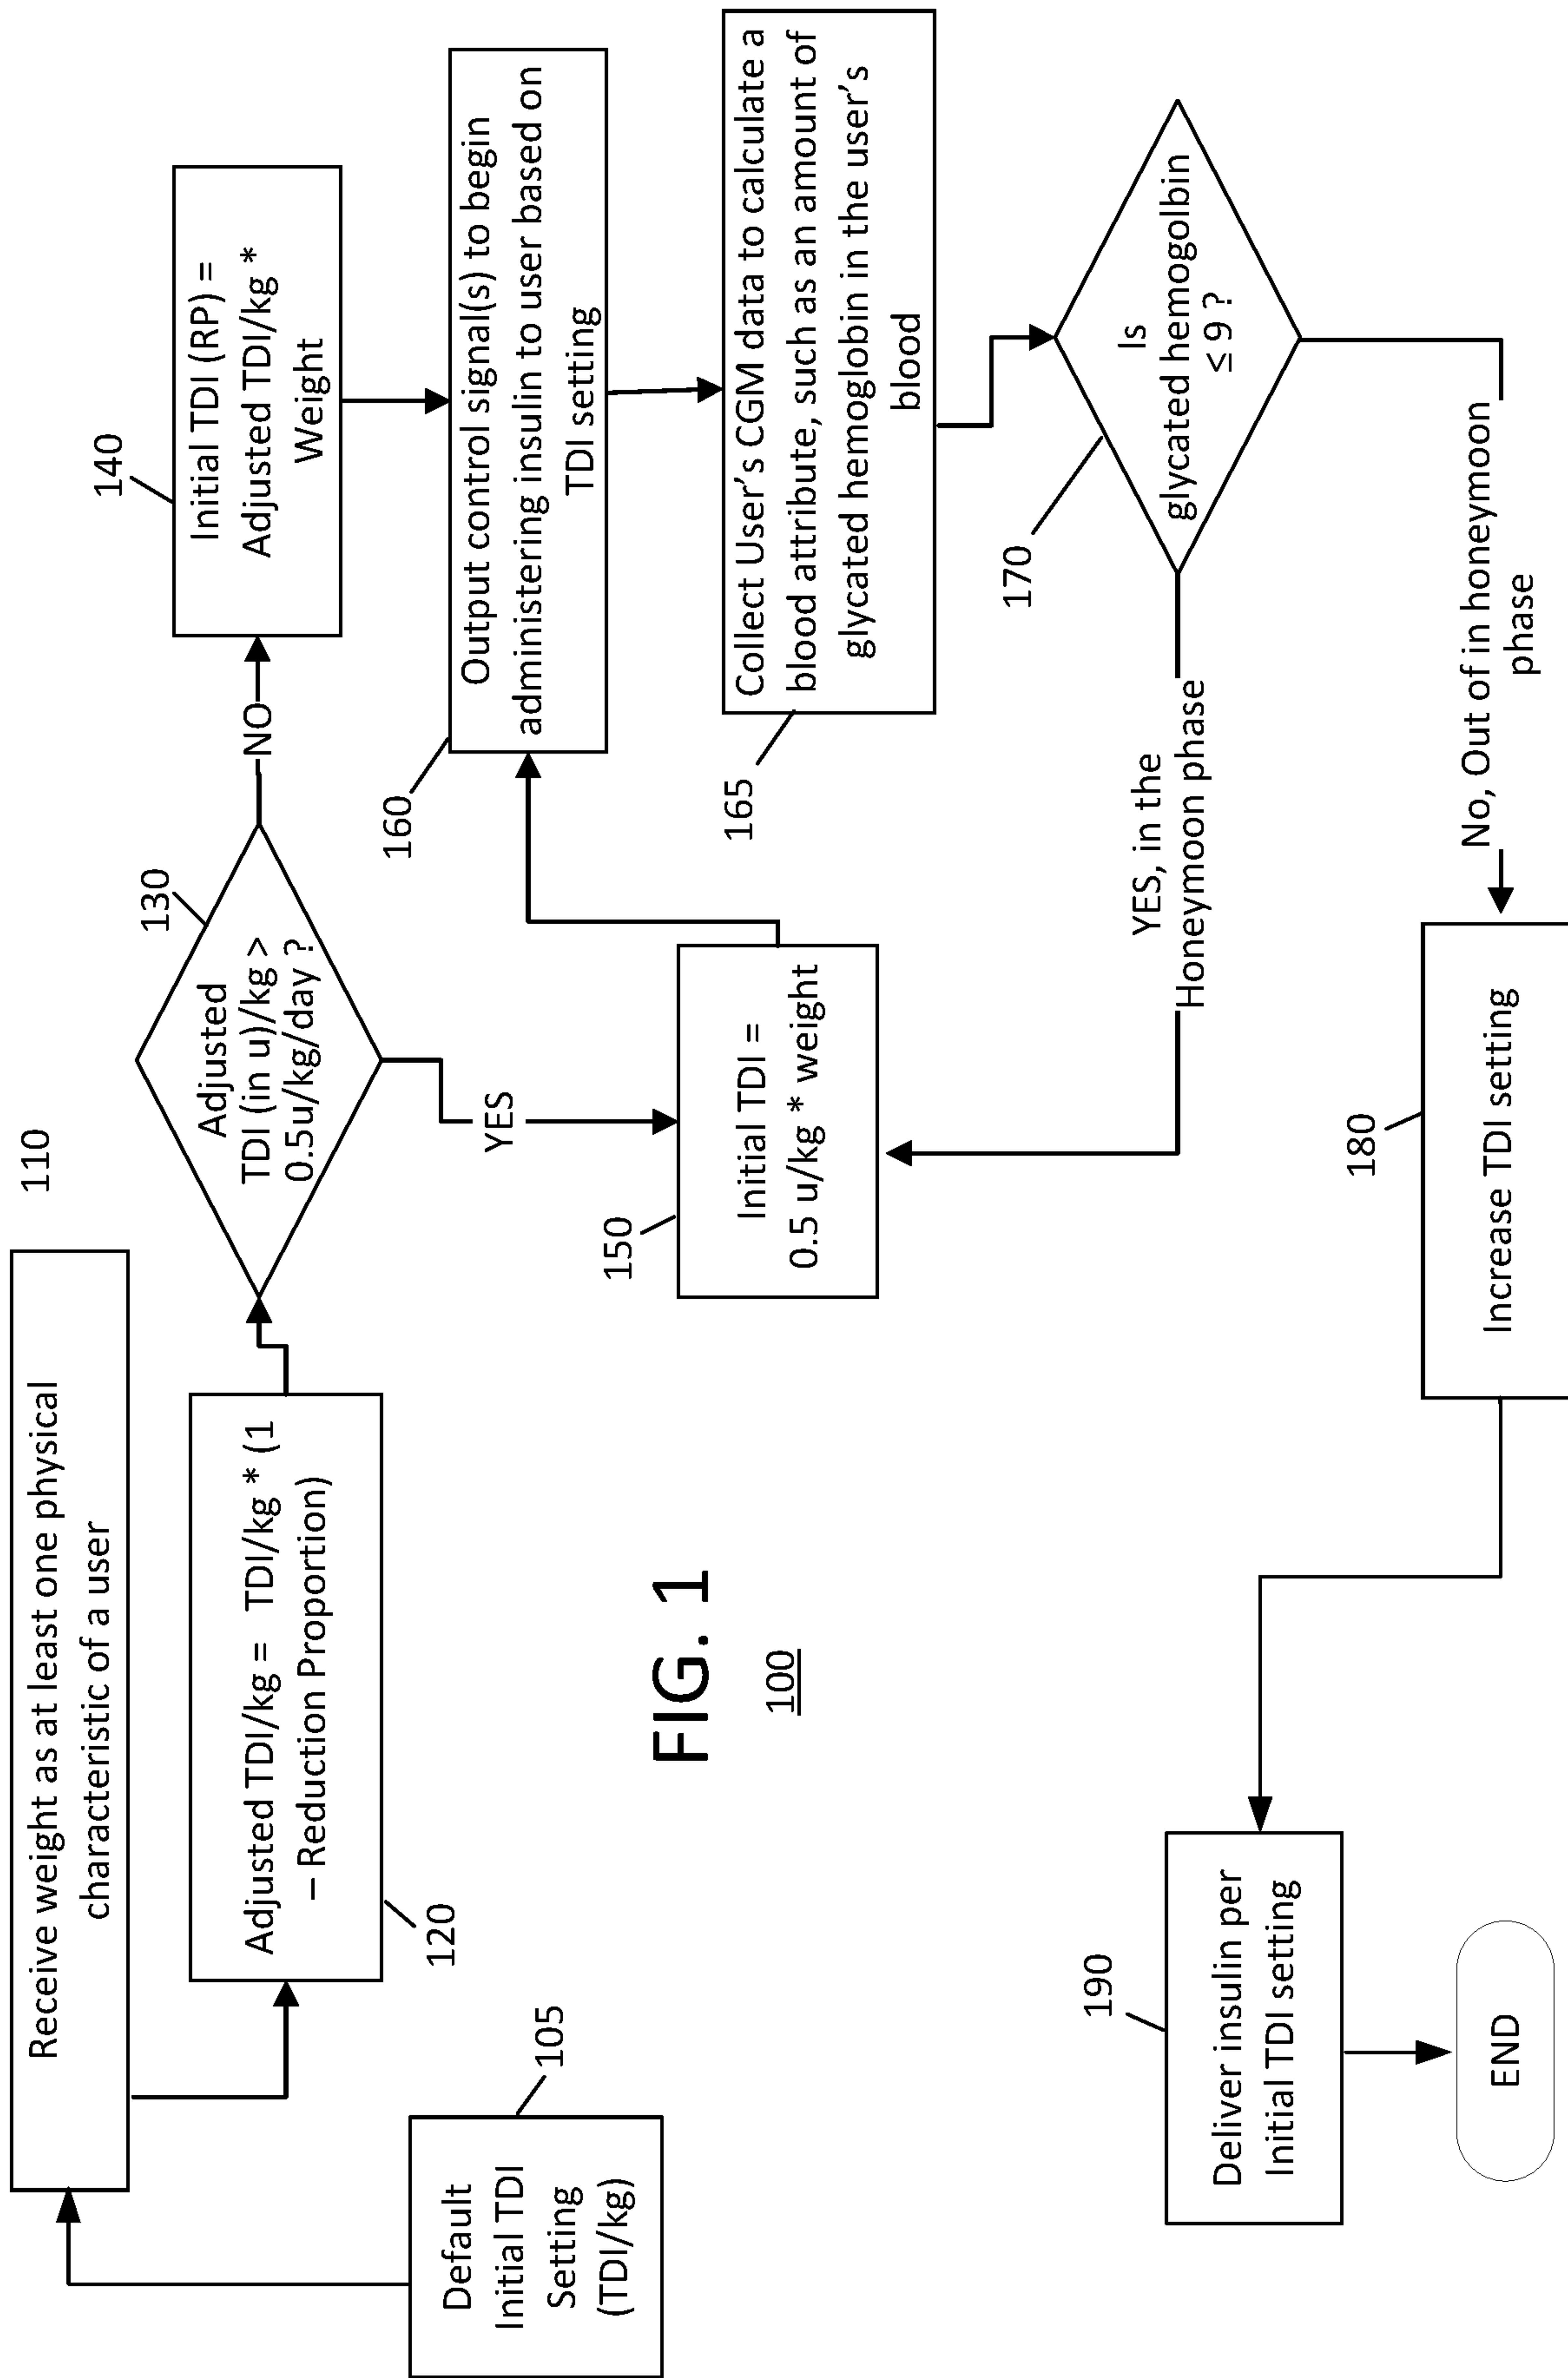 110
Receive weight as at least one physical
characteristic of a user
Default
Initial TDI
Setting
(TDI/kg)
105
Adjusted TDI/kg = TDI/kg * (1
– Reduction Proportion)
120
Adjusted
TDI (in u)/kg >
0.5u/kg/day ?
130
NO
YES
Initial TDI (RP) =
Adjusted TDI/kg *
Weight
140
Initial TDI =
0.5 u/kg * weight
150
Output control signal(s) to begin
administering insulin to user based on
TDI setting
160
Collect User's CGM data to calculate a
blood attribute, such as an amount of
glycated hemoglobin in the user's
blood
165
Is
glycated hemogolbin
≤ 9 ?
170
YES, in the
Honeymoon phase
No, Out of in honeymoon
phase
Increase TDI setting
180
Deliver insulin per
Initial TDI setting
190
END
FIG. 1
100